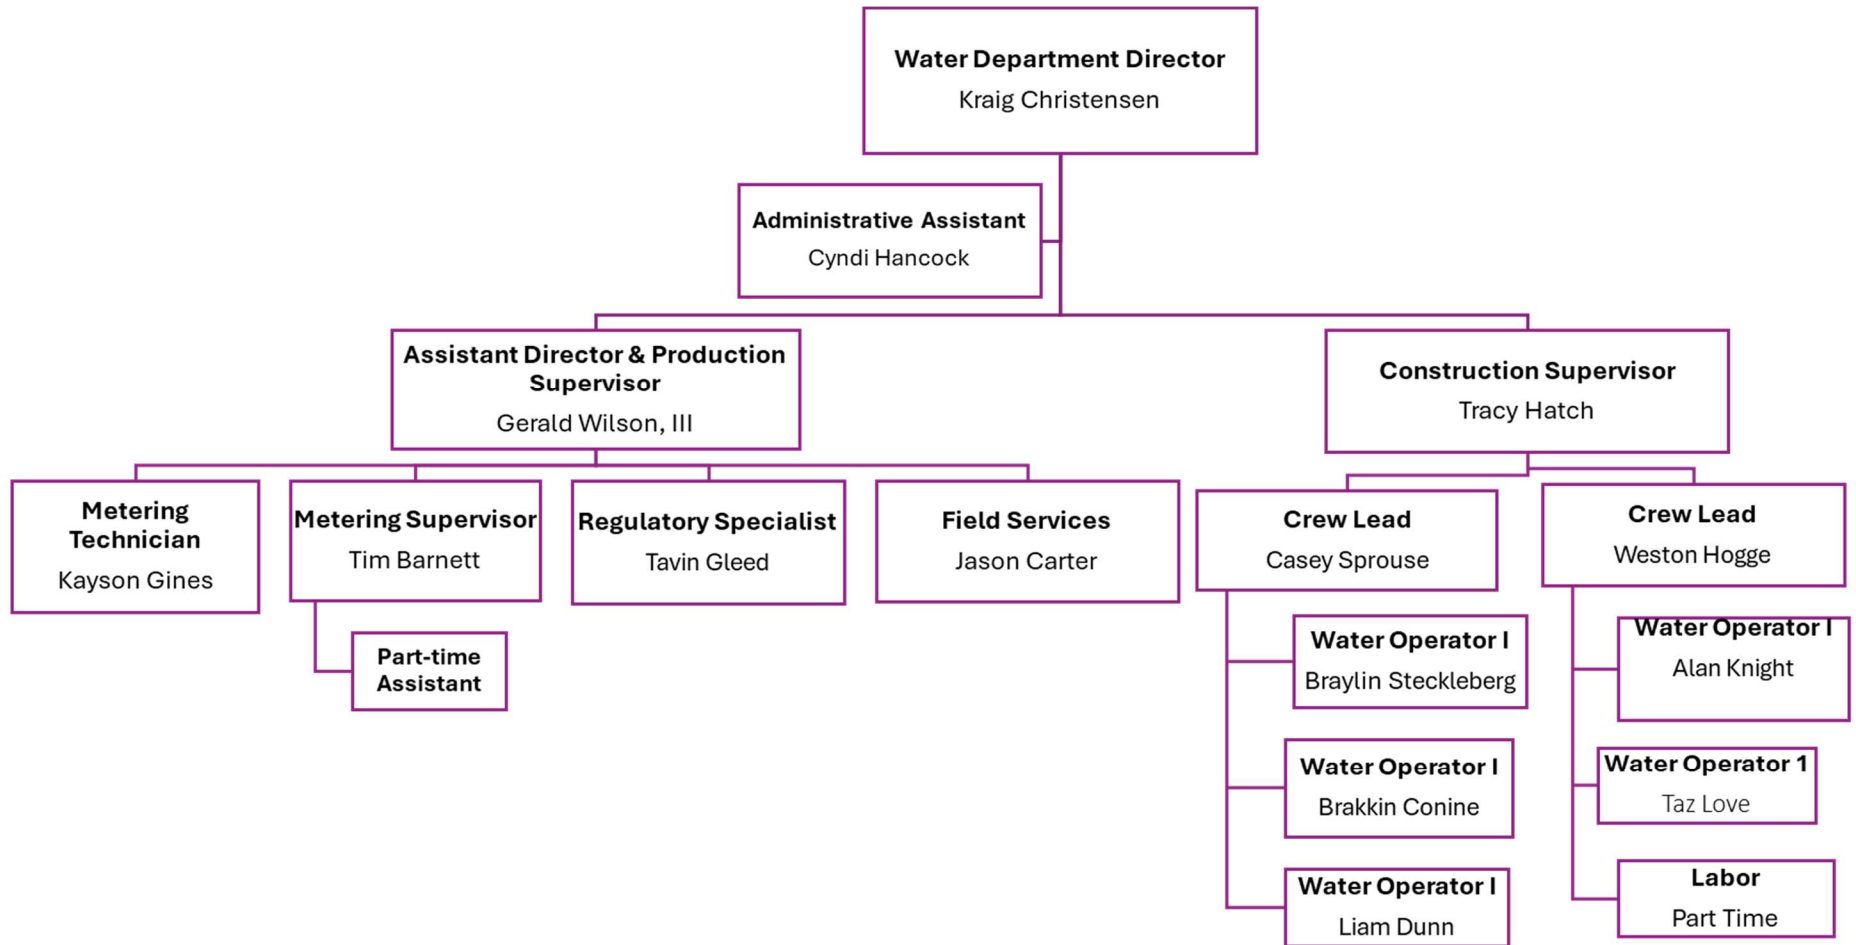 Water Department Director
Kraig Christensen
Administrative Assistant
Cyndi Hancock
Assistant Director & Production
Supervisor
Gerald Wilson, III
Construction Supervisor
Tracy Hatch
Metering
Technician
Kayson Gines
Metering Supervisor
Tim Barnett
Regulatory Specialist
Tavin Gleed
Field Services
Jason Carter
Crew Lead
Casey Sprouse
Crew Lead
Weston Hogge
Part-time
Assistant
Water Operator I
Braylin Steckleberg
Water Operator I
Brakkin Conine
Water Operator I
Liam Dunn
Water Operator I
Alan Knight
Water Operator 1
Taz Love
Labor
Part Time